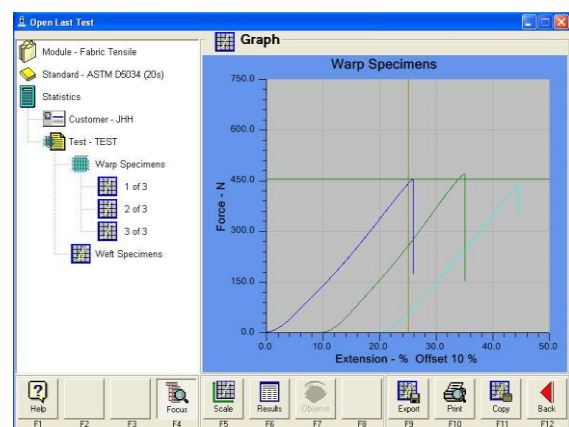 Open Last Test
Module - Fabric Tensile
Standard - ASTM D5034 (20s)
Statistics
Customer - JHH
Test - TEST
Warp Specimens
1 of 3
2 of 3
3 of 3
Weft Specimens
Graph
Warp Specimens
750.0
600.0
450.0
300.0
150.0
0.0
Force - N
0.0 10.0 20.0 30.0 40.0 50.0
Extension - % Offset 10 %
Help Focus Scale Results Observe Export Print Copy Back
F1 F2 F3 F4 F5 F6 F7 F8 F9 F10 F11 F12